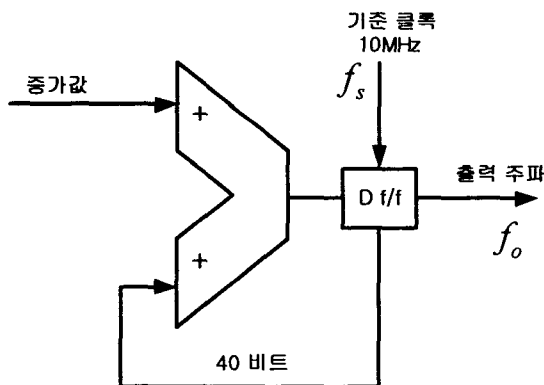 기준 클록
10MHz
증가값
f_s
+
D f/f
출력 주파
f_o
+
40 비트